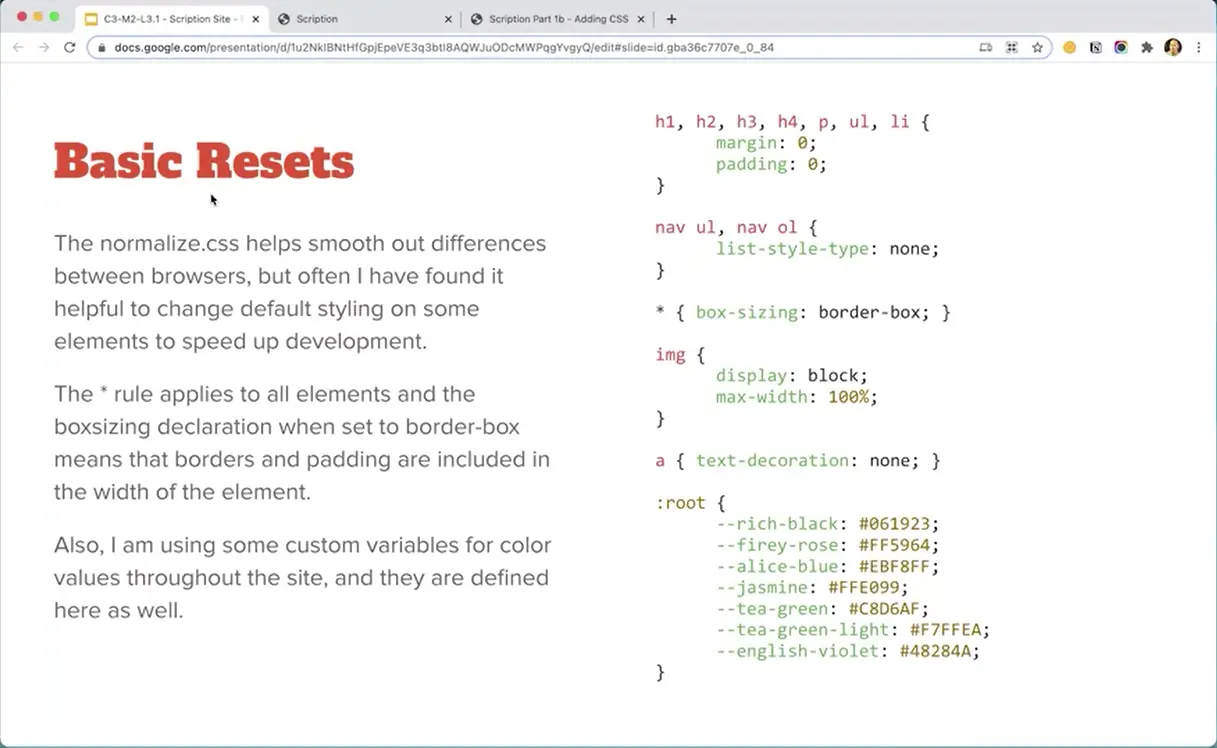 C3-M2-L3.1 - Scription Site -
Scription
Scription Part 1b - Adding CSS
docs.google.com/presentation/d/1u2NkIBNtHfGpjEpeVE3q3btI8AQWJuODcMWPqgYvgyQ/edit#slide=id.gba36c7707e_0_84
Basic Resets
The normalize.css helps smooth out differences
between browsers, but often I have found it
helpful to change default styling on some
elements to speed up development.
The * rule applies to all elements and the
boxsizing declaration when set to border-box
means that borders and padding are included in
the width of the element.
Also, I am using some custom variables for color
values throughout the site, and they are defined
here as well.
h1, h2, h3, h4, p, ul, li {
margin: 0;
padding: 0;
}
nav ul, nav ol {
list-style-type: none;
}
* { box-sizing: border-box; }
img {
display: block;
max-width: 100%;
}
a { text-decoration: none; }
:root {
--rich-black: #061923;
--firey-rose: #FF5964;
--alice-blue: #EBF8FF;
--jasmine: #FFE099;
--tea-green: #C8D6AF;
--tea-green-light: #F7FFEA;
--english-violet: #48284A;
}